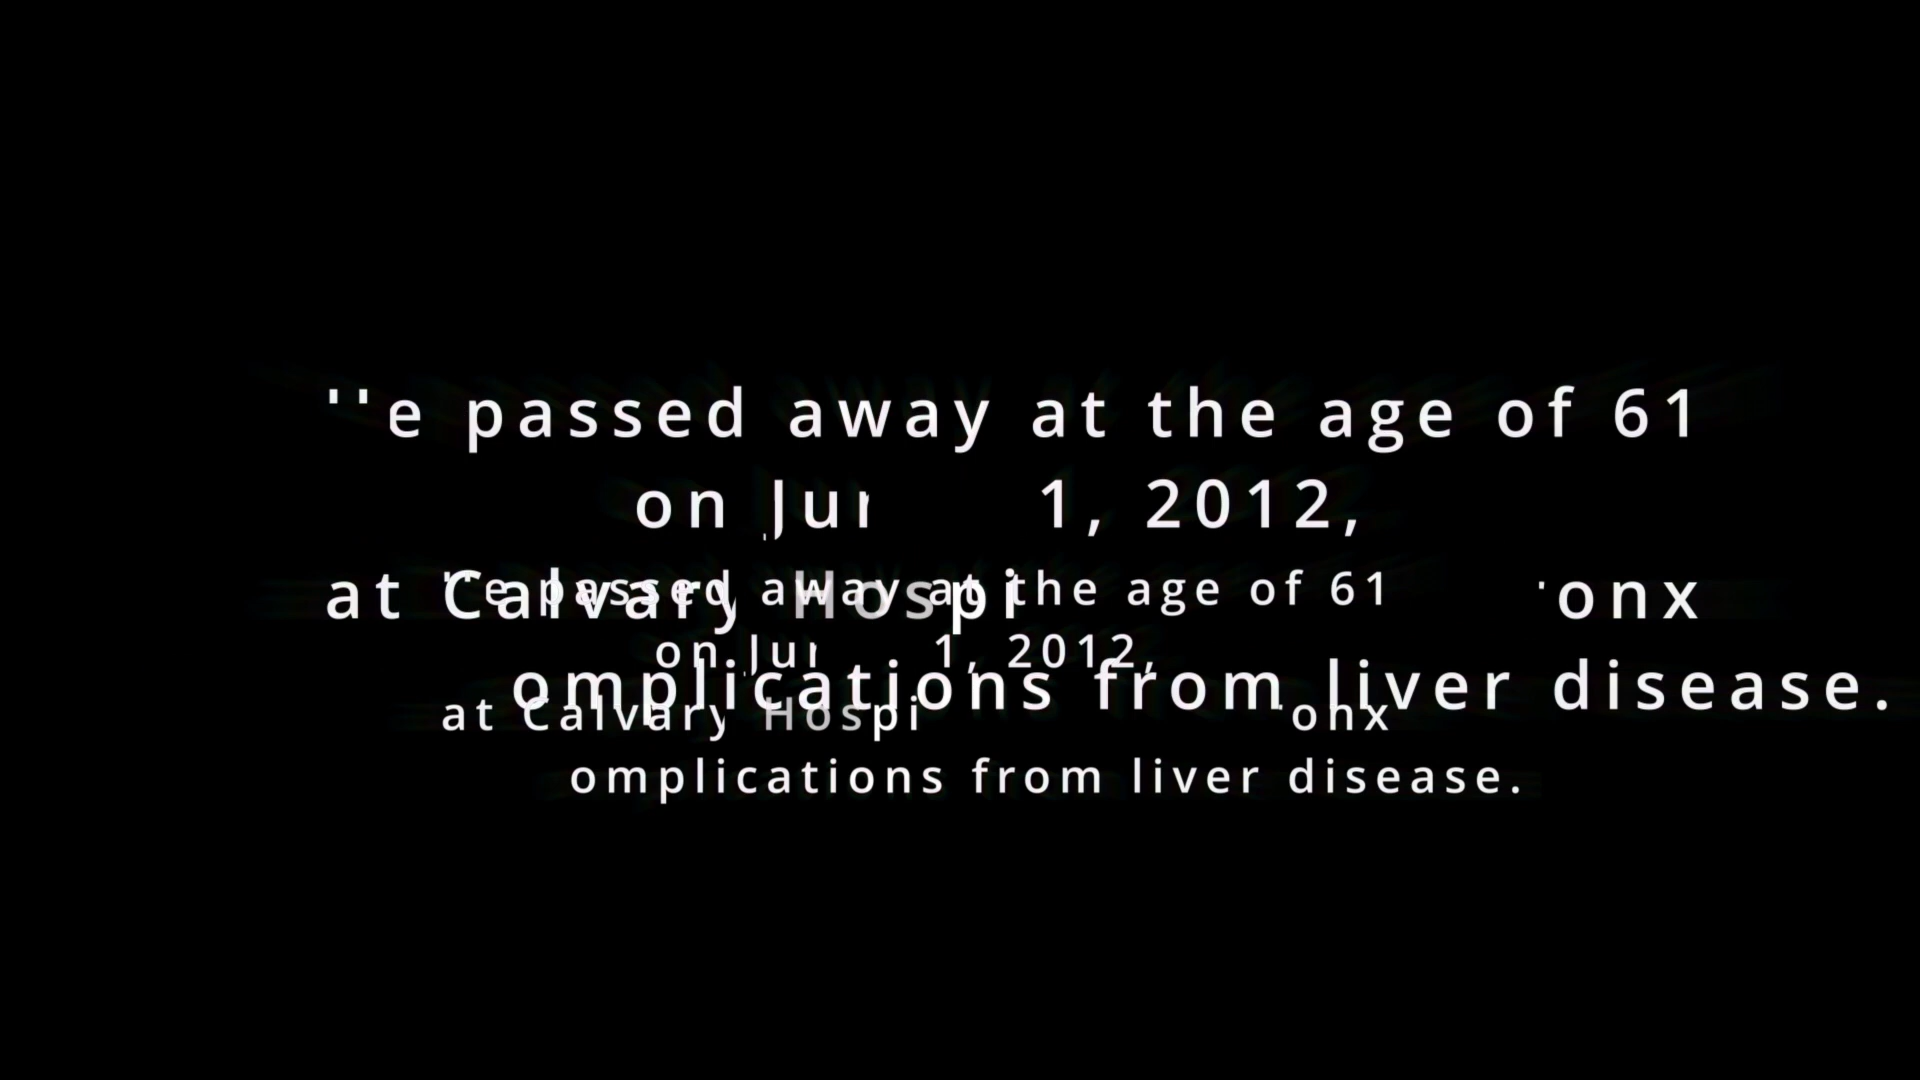 passed away at the age of 61
on 1, 2012,
at Calvary onx
omplications from liver disease.
passed away at the age of 61
on 1, 2012,
at Calvary onx
omplications from liver disease.